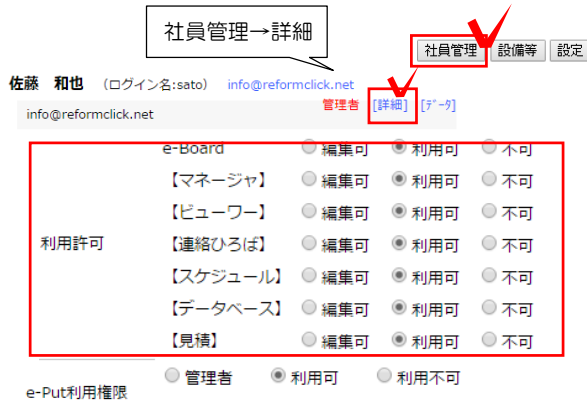 社員管理→詳細
社員管理 設備等 設定
佐藤 和也 (ログイン名:sato) info@reformclick.net
管理者 [詳細] [ﾃﾞｰﾀ]
info@reformclick.net
e-Board 編集可 利用可 不可
【マネージャ】 編集可 利用可 不可
【ビューワー】 編集可 利用可 不可
利用許可 【連絡ひろば】 編集可 利用可 不可
【スケジュール】 編集可 利用可 不可
【データベース】 編集可 利用可 不可
【見積】 編集可 利用可 不可
e-Put利用権限 管理者 利用可 利用不可